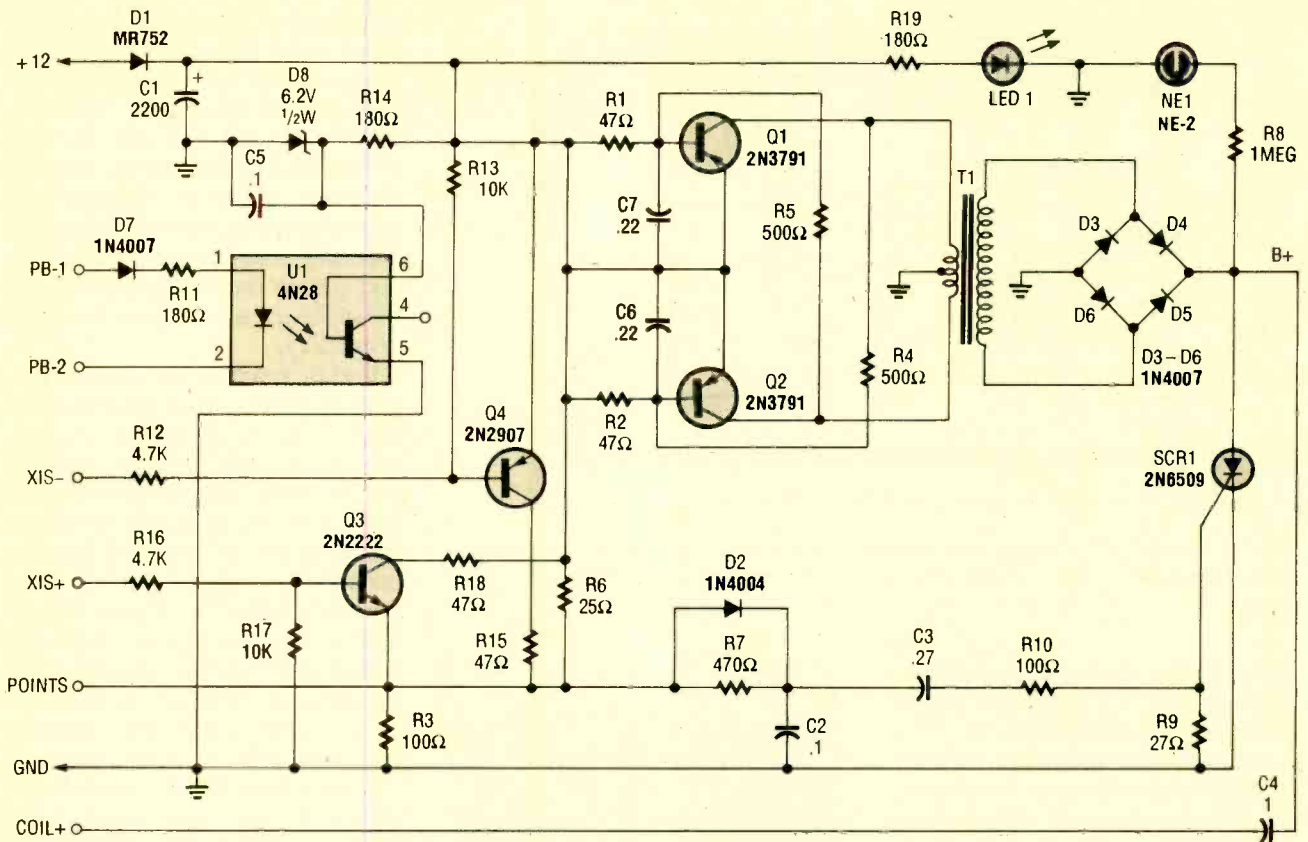 D1
MR752
+12
C1
2200
+
D8
6.2V
1/2W
R14
180Ω
C5
.1
R13
10K
R1
47Ω
Q1
2N3791
R19
180Ω
LED 1
NE1
NE-2
R8
1MEG
T1
C7
.22
R5
500Ω
D7
1N4007
PB-1
R11
180Ω
PB-2
U1
4N28
1
2
6
4
5
C6
.22
R4
500Ω
Q2
2N3791
R2
47Ω
D3
D4
D6
D5
B+
D3-D6
1N4007
Q4
2N2907
R12
4.7K
XIS-
SCR1
2N6509
R16
4.7K
XIS+
Q3
2N2222
R18
47Ω
R6
25Ω
D2
1N4004
R17
10K
R15
47Ω
R7
470Ω
C3
.27
R10
100Ω
POINTS
R3
100Ω
C2
.1
R9
27Ω
GND
C4
1
COIL+